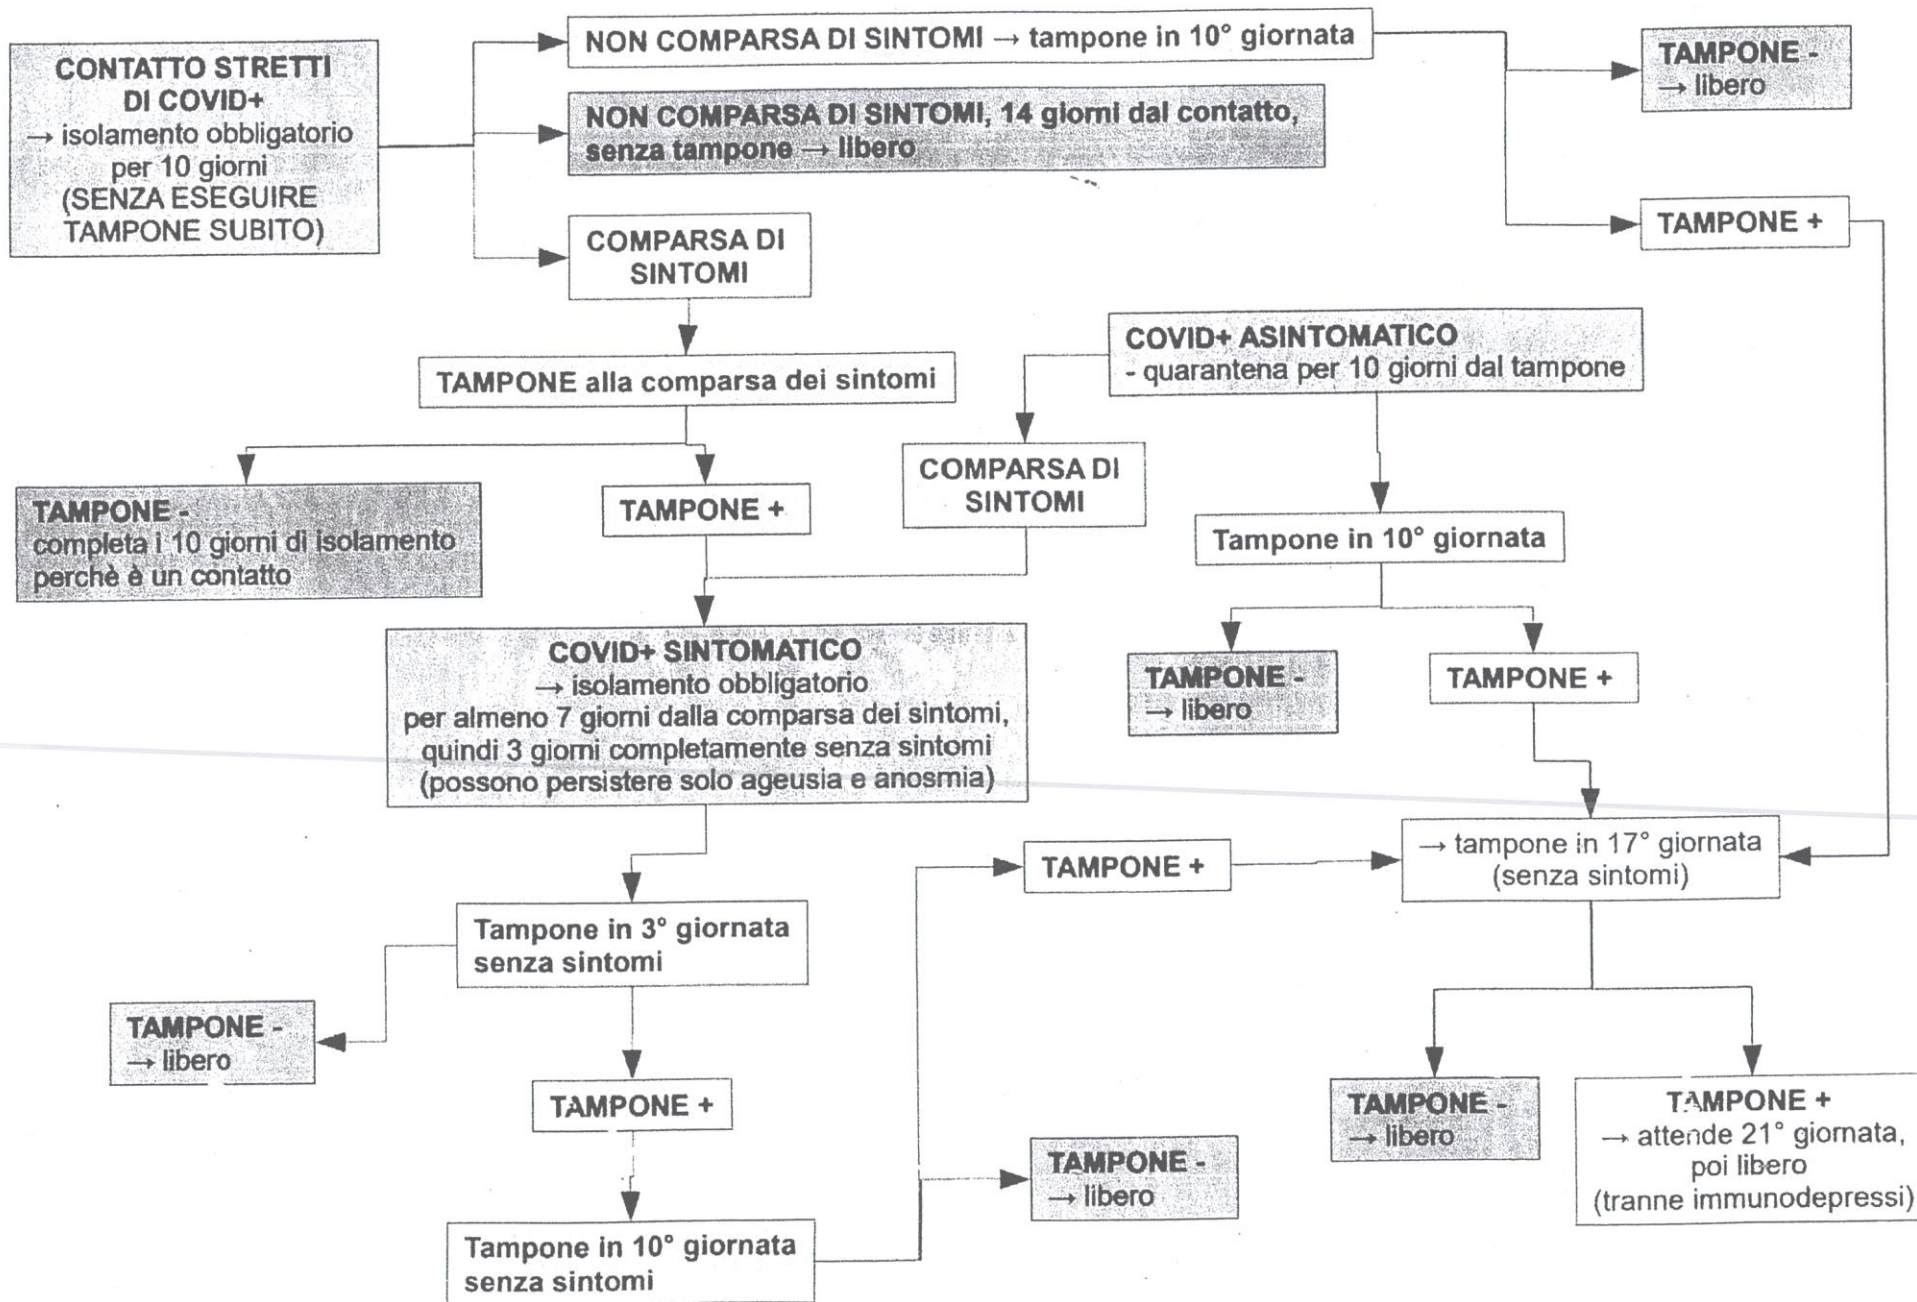 CONTATTO STRETTI
DI COVID+
→ isolamento obbligatorio
per 10 giorni
(SENZA ESEGUIRE
TAMPONE SUBITO)
NON COMPARSA DI SINTOMI → tampone in 10° giornata
NON COMPARSA DI SINTOMI, 14 giorni dal contatto,
senza tampone → libero
COMPARSA DI
SINTOMI
TAMPONE -
→ libero
TAMPONE +
TAMPONE alla comparsa dei sintomi
COVID+ ASINTOMATICO
- quarantena per 10 giorni dal tampone
TAMPONE -
completa i 10 giorni di isolamento
perchè è un contatto
TAMPONE +
COMPARSA DI
SINTOMI
Tampone in 10° giornata
COVID+ SINTOMATICO
→ isolamento obbligatorio
per almeno 7 giorni dalla comparsa dei sintomi,
quindi 3 giorni completamente senza sintomi
(possono persistere solo ageusia e anosmia)
TAMPONE -
→ libero
TAMPONE +
TAMPONE +
→ tampone in 17° giornata
(senza sintomi)
Tampone in 3° giornata
senza sintomi
TAMPONE -
→ libero
TAMPONE +
TAMPONE -
→ libero
TAMPONE -
→ libero
TAMPONE +
→ attende 21° giornata,
poi libero
(tranne immunodepressi)
Tampone in 10° giornata
senza sintomi